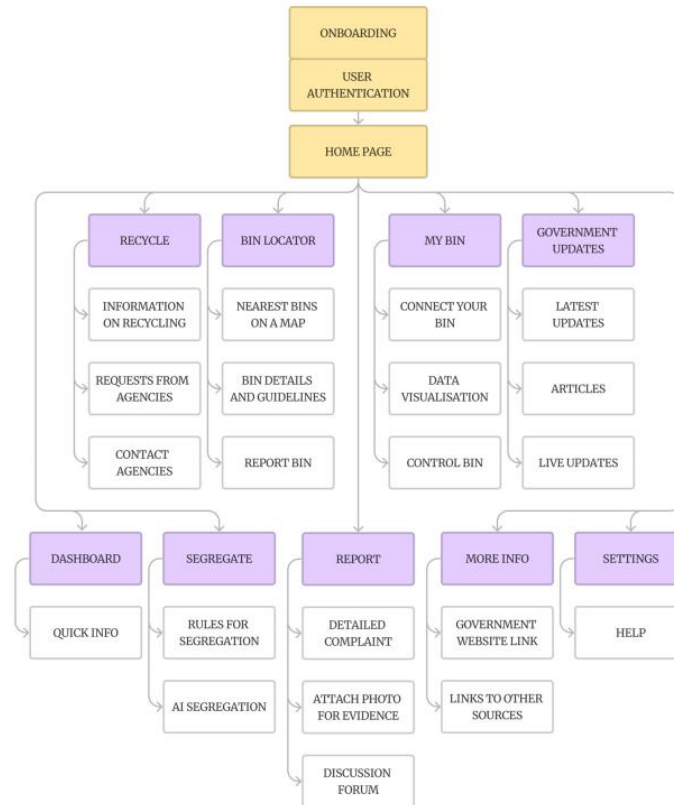 ONBOARDING
USER
AUTHENTICATION
HOME PAGE
RECYCLE
BIN LOCATOR
MY BIN
GOVERNMENT
UPDATES
INFORMATION
ON RECYCLING
NEAREST BINS
ON A MAP
CONNECT YOUR
BIN
LATEST
UPDATES
REQUESTS FROM
AGENCIES
BIN DETAILS
AND GUIDELINES
DATA
VISUALISATION
ARTICLES
CONTACT
AGENCIES
REPORT BIN
CONTROL BIN
LIVE UPDATES
DASHBOARD
SEGREGATE
REPORT
MORE INFO
SETTINGS
QUICK INFO
RULES FOR
SEGREGATION
DETAILED
COMPLAINT
GOVERNMENT
WEBSITE LINK
HELP
AI SEGREGATION
ATTACH PHOTO
FOR EVIDENCE
LINKS TO OTHER
SOURCES
DISCUSSION
FORUM